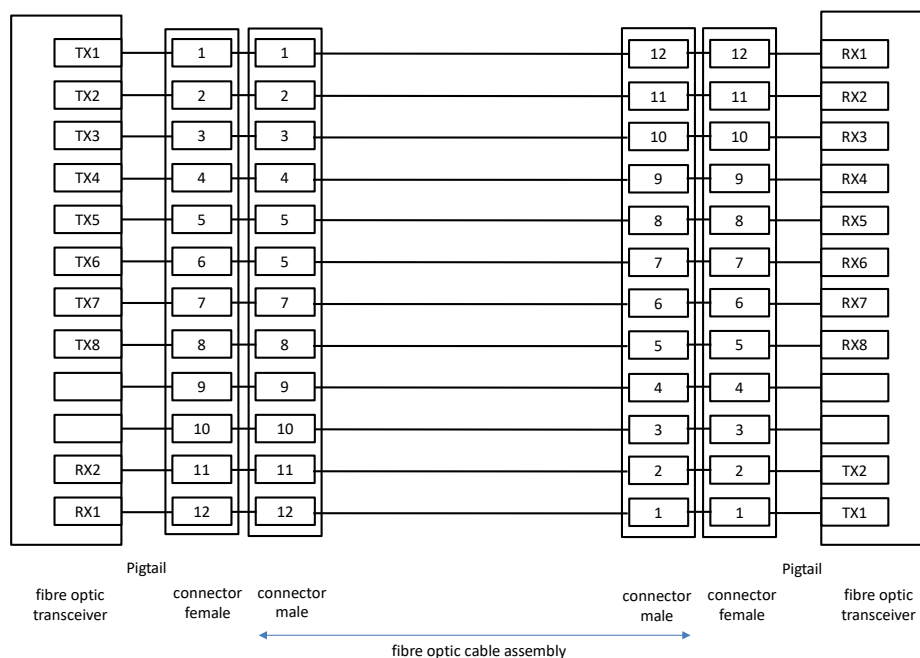 TX1 1 1 12 12 RX1
TX2 2 2 11 11 RX2
TX3 3 3 10 10 RX3
TX4 4 4 9 9 RX4
TX5 5 5 8 8 RX5
TX6 6 5 7 7 RX6
TX7 7 7 6 6 RX7
TX8 8 8 5 5 RX8
9 9 4 4
10 10 3 3
RX2 11 11 2 2 TX2
RX1 12 12 1 1 TX1
Pigtail Pigtail
fibre optic connector connector connector connector fibre optic
transceiver female male male female transceiver
fibre optic cable assembly